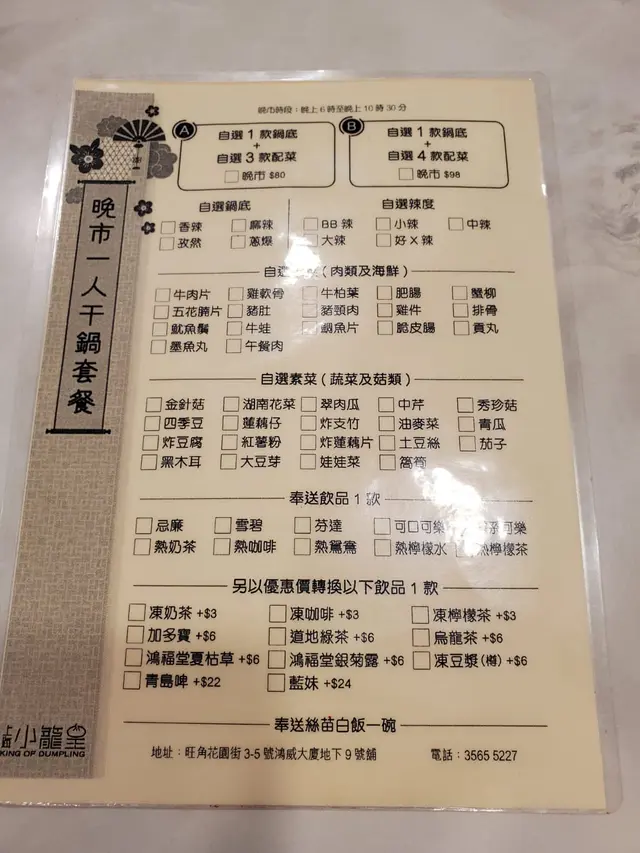 晚市時段：晚上6時至晚上10時30分
A
自選1款鍋底
+
自選3款配菜
晚市 $80
B
自選1款鍋底
+
自選4款配菜
晚市 $98
晚市一人干鍋套餐
自選鍋底 自選辣度
香辣 麻辣 BB辣 小辣 中辣
孜然 蔥爆 大辣 好X辣
自選 (肉類及海鮮)
牛肉片 雞軟骨 牛柏葉 肥腸 蟹柳
五花腩片 豬肚 豬頸肉 雞件 排骨
魷魚鬚 牛蛙 鯛魚片 脆皮腸 貢丸
墨魚丸 午餐肉
自選素菜 (蔬菜及菇類)
金針菇 湖南花菜 翠肉瓜 中芹 秀珍菇
四季豆 蓮藕仔 炸支竹 油麥菜 青瓜
炸豆腐 紅薯粉 炸蓮藕片 土豆絲 茄子
黑木耳 大豆芽 娃娃菜 萵筍
奉送飲品1款
忌廉 雪碧 芬達 可口可樂 可樂
熱奶茶 熱咖啡 熱鴛鴦 熱檸檬水 熱檸檬茶
另以優惠價轉換以下飲品1款
凍奶茶 +$3 凍咖啡 +$3 凍檸檬茶 +$3
加多寶 +$6 道地綠茶 +$6 烏龍茶 +$6
鴻福堂夏枯草 +$6 鴻福堂銀菊露 +$6 凍豆漿(樽) +$6
青島啤 +$22 藍妹 +$24
奉送絲苗白飯一碗
小龍皇
KING OF DUMPLING
地址：旺角花園街3-5號鴻威大廈地下9號舖 電話：3565 5227